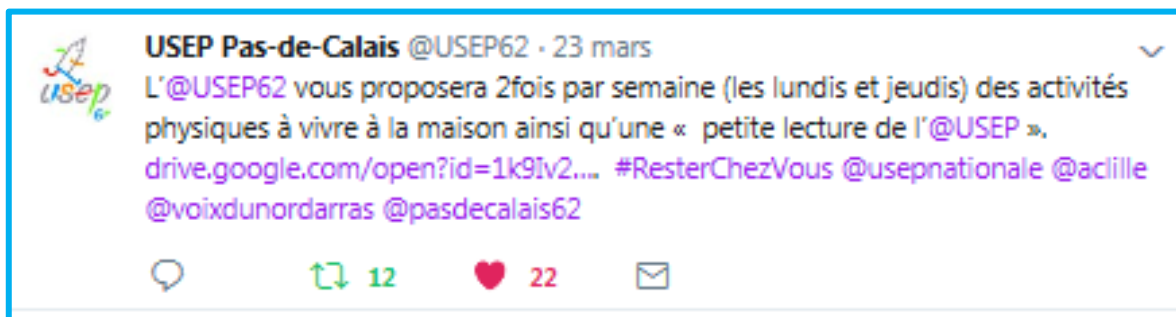 USEP Pas-de-Calais @USEP62 · 23 mars
usep
L'@USEP62 vous proposera 2fois par semaine (les lundis et jeudis) des activités
physiques à vivre à la maison ainsi qu'une « petite lecture de l'@USEP ».
drive.google.com/open?id=1k9Iv2.... #ResterChezVous @usepnationale @aclille
@voixdunordarras @pasdecalais62
12 22